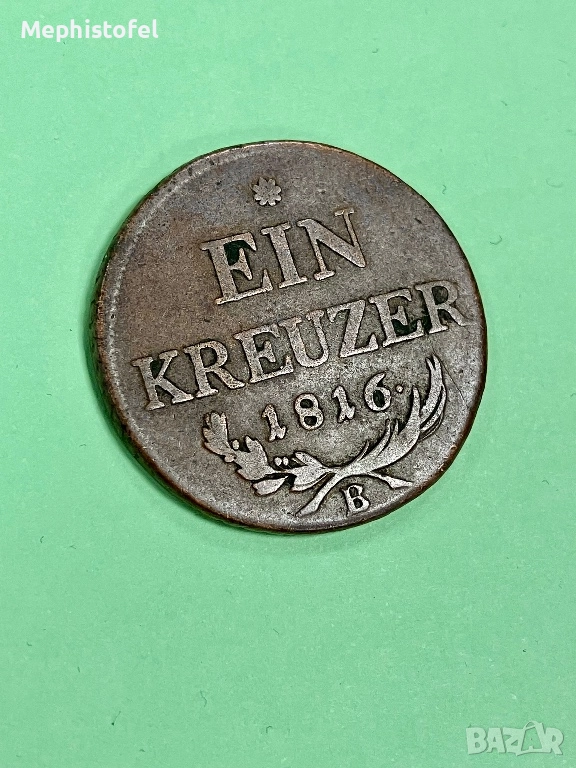 Mephistofel
EIN
KREUZER
1816.
B
BAZAR